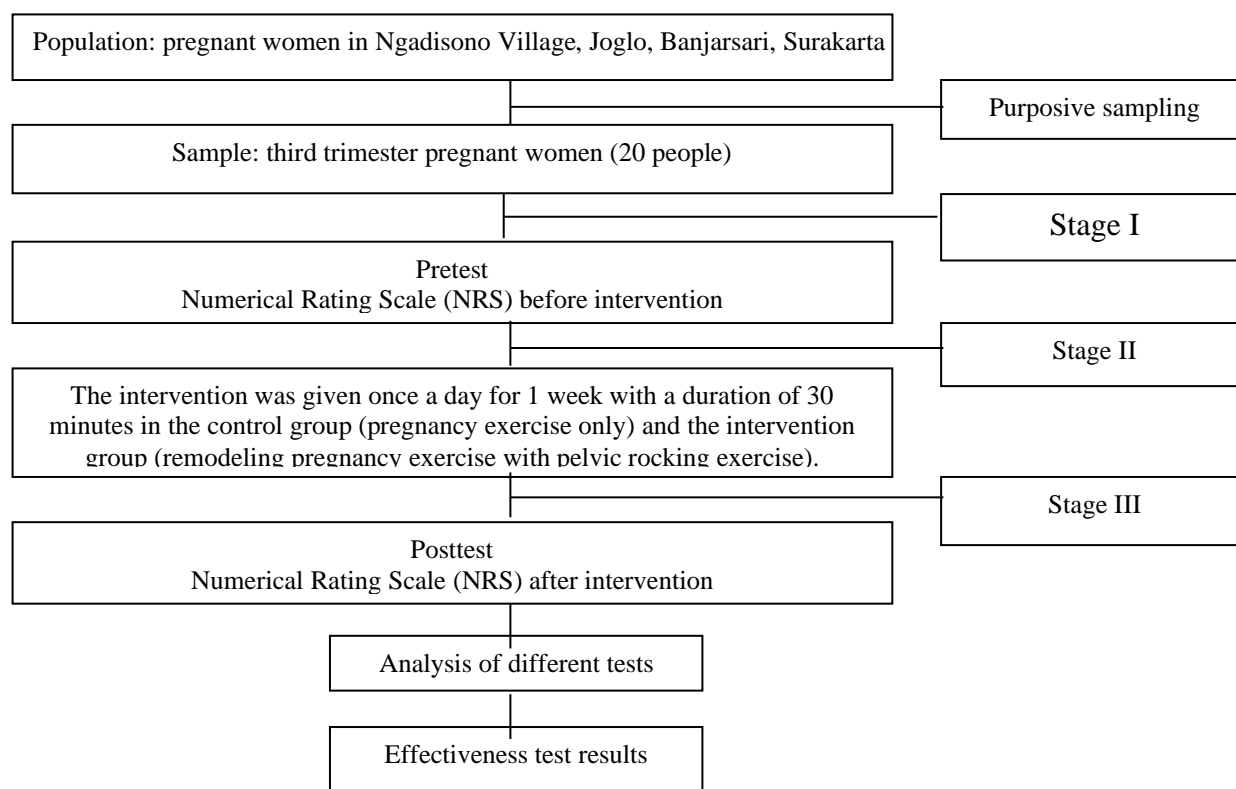 Population: pregnant women in Ngadisono Village, Joglo, Banjarsari, Surakarta
Purposive sampling
Sample: third trimester pregnant women (20 people)
Stage I
Pretest
Numerical Rating Scale (NRS) before intervention
Stage II
The intervention was given once a day for 1 week with a duration of 30
minutes in the control group (pregnancy exercise only) and the intervention
group (remodeling pregnancy exercise with pelvic rocking exercise).
Stage III
Posttest
Numerical Rating Scale (NRS) after intervention
Analysis of different tests
Effectiveness test results